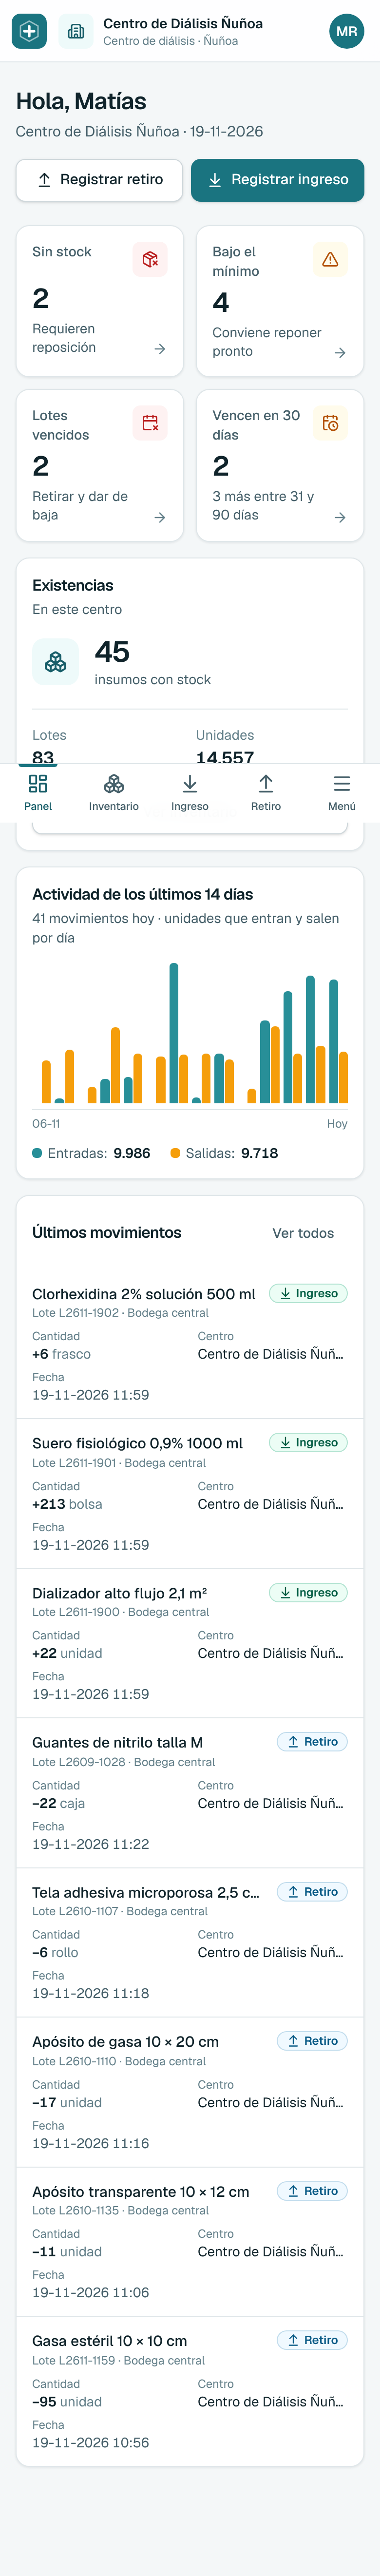 Centro de Diálisis Ñuñoa
Centro de diálisis · Ñuñoa
MR
Hola, Matías
Centro de Diálisis Ñuñoa · 19-11-2026
Registrar retiro
Registrar ingreso
Sin stock
2
Requieren
reposición
Bajo el
mínimo
4
Conviene reponer
pronto
Lotes
vencidos
2
Retirar y dar de
baja
Vencen en 30
días
2
3 más entre 31 y
90 días
Existencias
En este centro
45
insumos con stock
Lotes
Unidades
83
14.557
Panel
Inventario
Ingreso
Retiro
Menú
Actividad de los últimos 14 días
41 movimientos hoy · unidades que entran y salen
por día
06-11
Hoy
Entradas: 9.986
Salidas: 9.718
Últimos movimientos
Ver todos
Clorhexidina 2% solución 500 ml
Ingreso
Lote L2611-1902 · Bodega central
Cantidad
Centro
+6 frasco
Centro de Diálisis Ñuñ...
Fecha
19-11-2026 11:59
Suero fisiológico 0,9% 1000 ml
Ingreso
Lote L2611-1901 · Bodega central
Cantidad
Centro
+213 bolsa
Centro de Diálisis Ñuñ...
Fecha
19-11-2026 11:59
Dializador alto flujo 2,1 m²
Ingreso
Lote L2611-1900 · Bodega central
Cantidad
Centro
+22 unidad
Centro de Diálisis Ñuñ...
Fecha
19-11-2026 11:59
Guantes de nitrilo talla M
Retiro
Lote L2609-1028 · Bodega central
Cantidad
Centro
−22 caja
Centro de Diálisis Ñuñ...
Fecha
19-11-2026 11:22
Tela adhesiva microporosa 2,5 c...
Retiro
Lote L2610-1107 · Bodega central
Cantidad
Centro
−6 rollo
Centro de Diálisis Ñuñ...
Fecha
19-11-2026 11:18
Apósito de gasa 10 × 20 cm
Retiro
Lote L2610-1110 · Bodega central
Cantidad
Centro
−17 unidad
Centro de Diálisis Ñuñ...
Fecha
19-11-2026 11:16
Apósito transparente 10 × 12 cm
Retiro
Lote L2610-1135 · Bodega central
Cantidad
Centro
−11 unidad
Centro de Diálisis Ñuñ...
Fecha
19-11-2026 11:06
Gasa estéril 10 × 10 cm
Retiro
Lote L2611-1159 · Bodega central
Cantidad
Centro
−95 unidad
Centro de Diálisis Ñuñ...
Fecha
19-11-2026 10:56